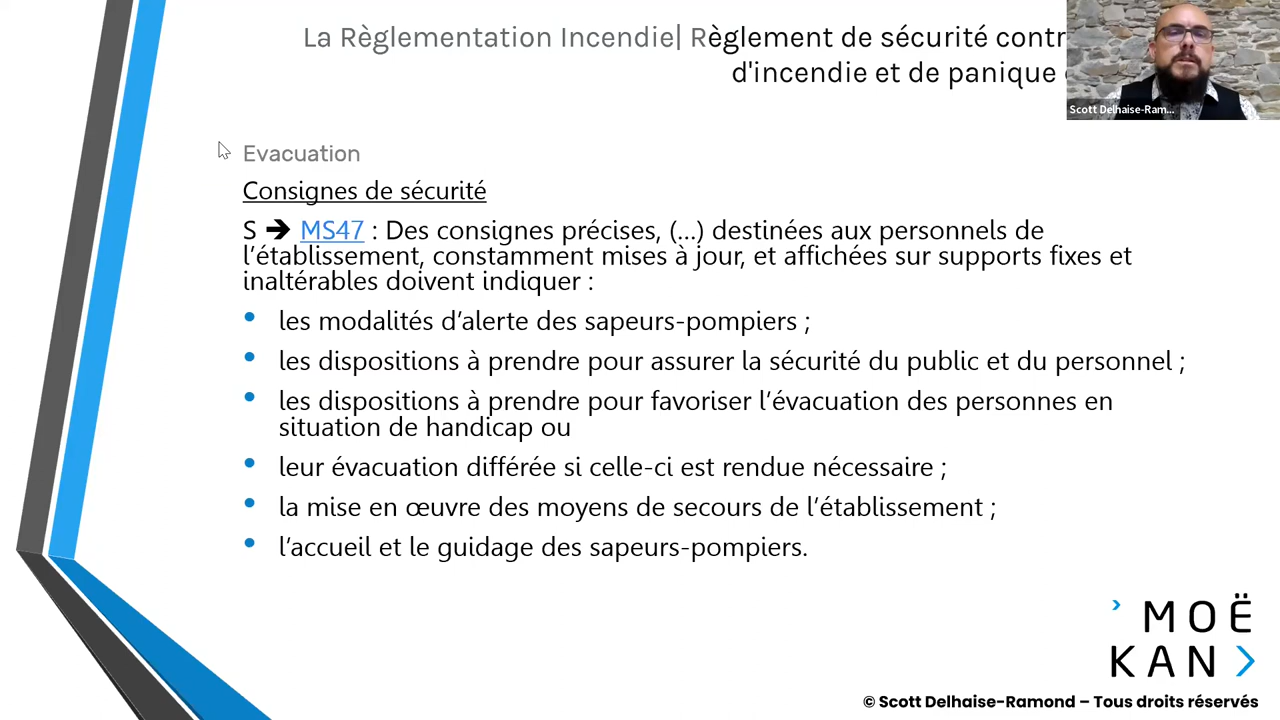 La Règlementation Incendie| Règlement de sécurité contr
d'incendie et de panique
Scott Delhaise-Ram...
Evacuation
Consignes de sécurité
S ➔ MS47 : Des consignes précises, (...) destinées aux personnels de
l’établissement, constamment mises à jour, et affichées sur supports fixes et
inaltérables doivent indiquer :
• les modalités d’alerte des sapeurs-pompiers ;
• les dispositions à prendre pour assurer la sécurité du public et du personnel ;
• les dispositions à prendre pour favoriser l’évacuation des personnes en
situation de handicap ou
• leur évacuation différée si celle-ci est rendue nécessaire ;
• la mise en œuvre des moyens de secours de l’établissement ;
• l’accueil et le guidage des sapeurs-pompiers.
MOË
KAN
© Scott Delhaise-Ramond – Tous droits réservés